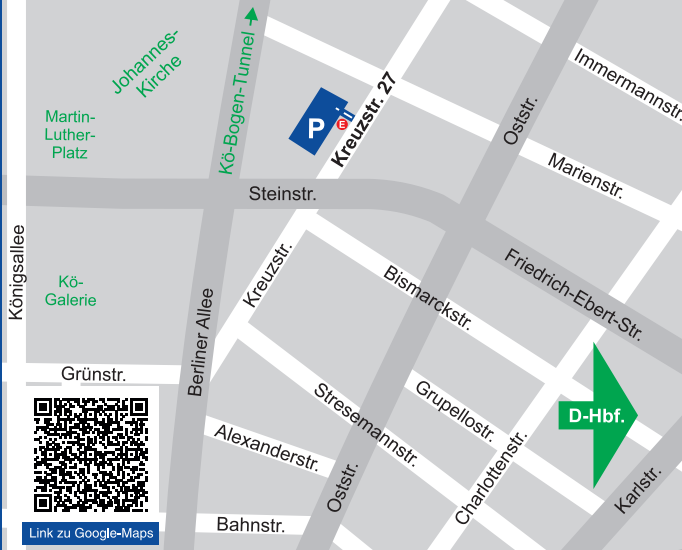 Johannes-
Kirche
Kö-Bogen-Tunnel
Martin-
Luther-
Platz
P
E
Kreuzstr. 27
Immermannstr.
Oststr.
Marienstr.
Steinstr.
Königsallee
Kö-
Galerie
Kreuzstr.
Bismarckstr.
Friedrich-Ebert-Str.
Berliner Allee
Grünstr.
Stresemannstr.
Grupellostr.
D-Hbf.
Alexanderstr.
Oststr.
Charlottenstr.
Karlstr.
Bahnstr.
Link zu Google-Maps